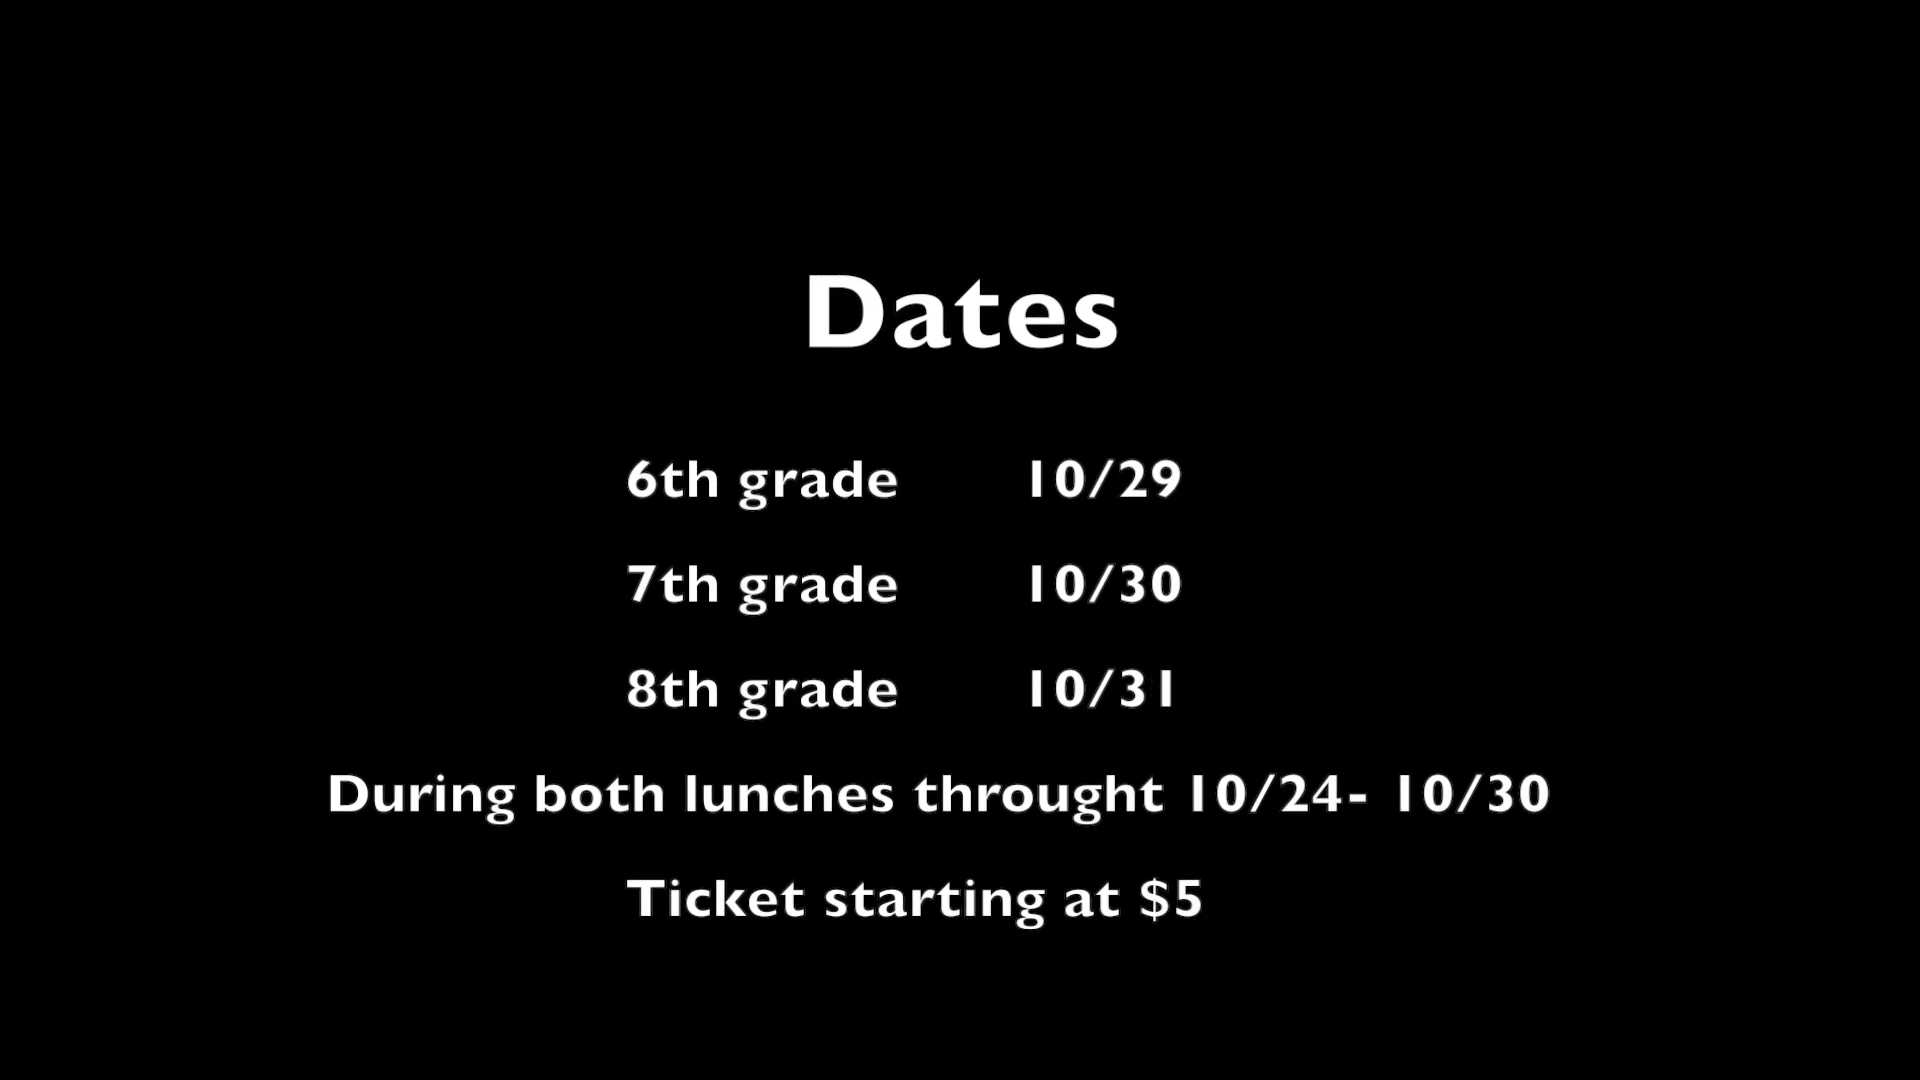 Dates
6th grade 10/29
7th grade 10/30
8th grade 10/31
During both lunches throught 10/24- 10/30
Ticket starting at $5